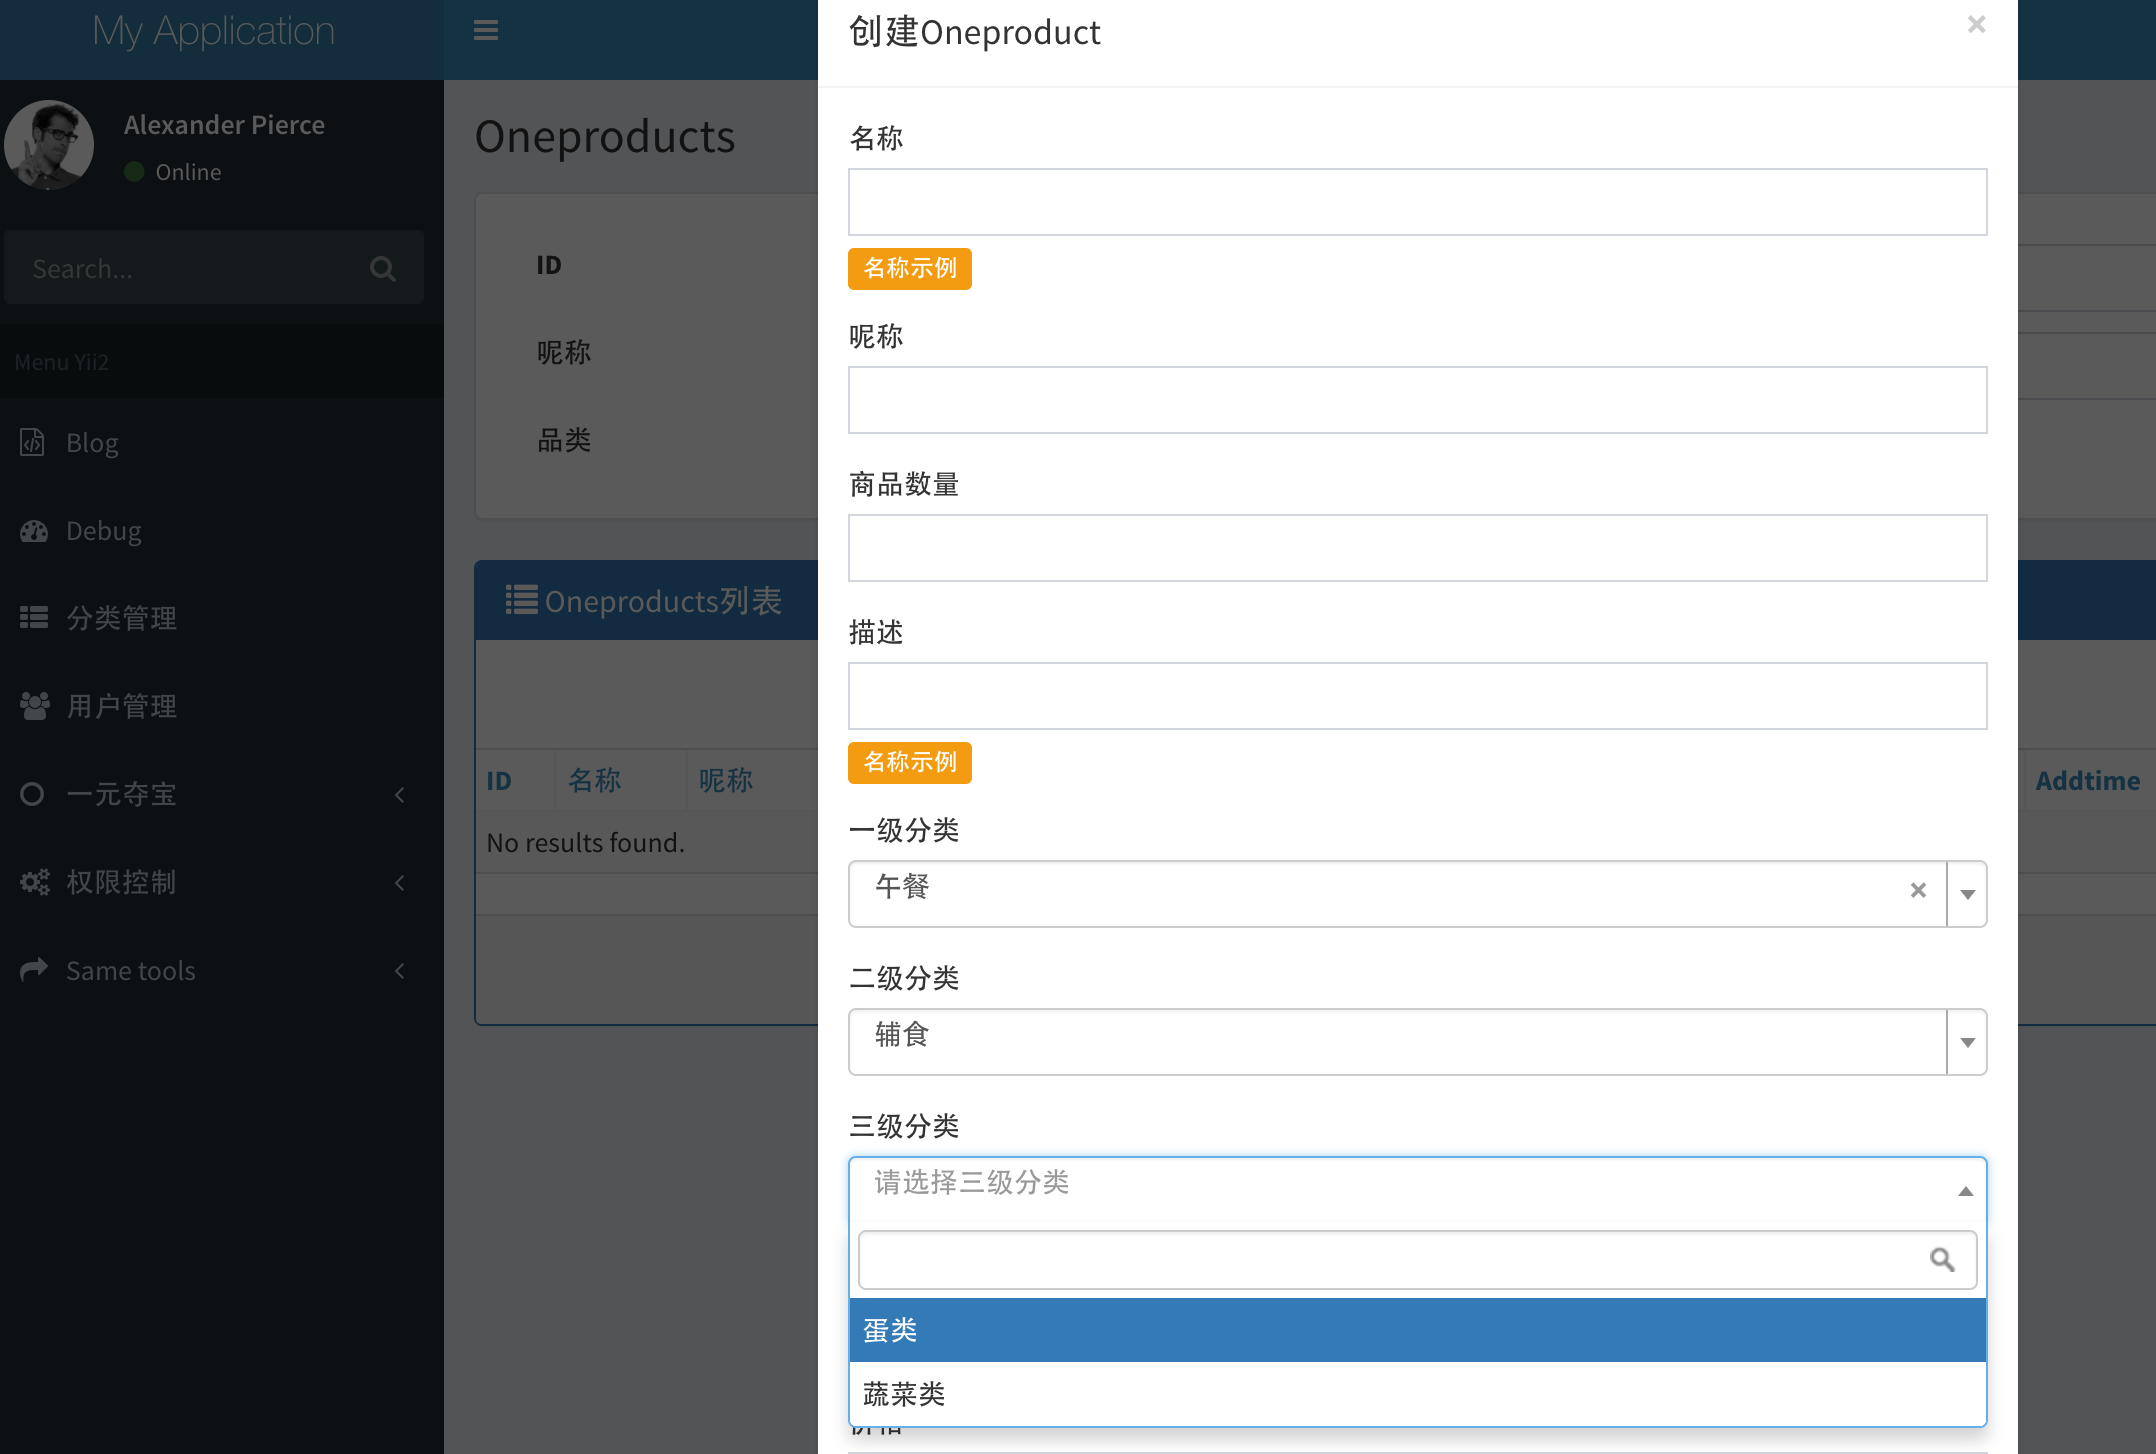 My Application
Alexander Pierce
Online
Search...
Menu Yii2
Blog
Debug
分类管理
用户管理
一元夺宝
权限控制
Same tools
Oneproducts
ID
昵称
品类
Oneproducts列表
ID 名称 昵称 Addtime
No results found.
创建Oneproduct
×
名称
名称示例
昵称
商品数量
描述
名称示例
一级分类
午餐 ×
二级分类
辅食
三级分类
请选择三级分类
蛋类
蔬菜类